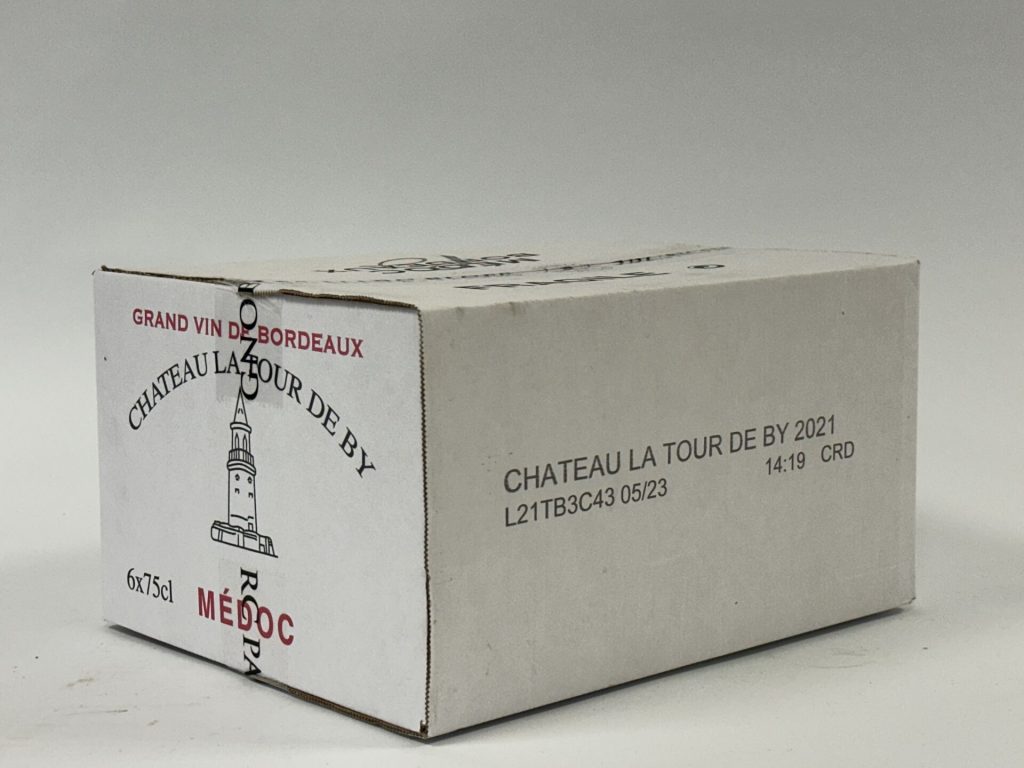 FRAGILE
GRAND VIN DE BORDEAUX
CHATEAU LA TOUR DE BY
6x75cl
MÉDOC
CHATEAU LA TOUR DE BY 2021
L21TB3C43 05/23
14:19 CRD